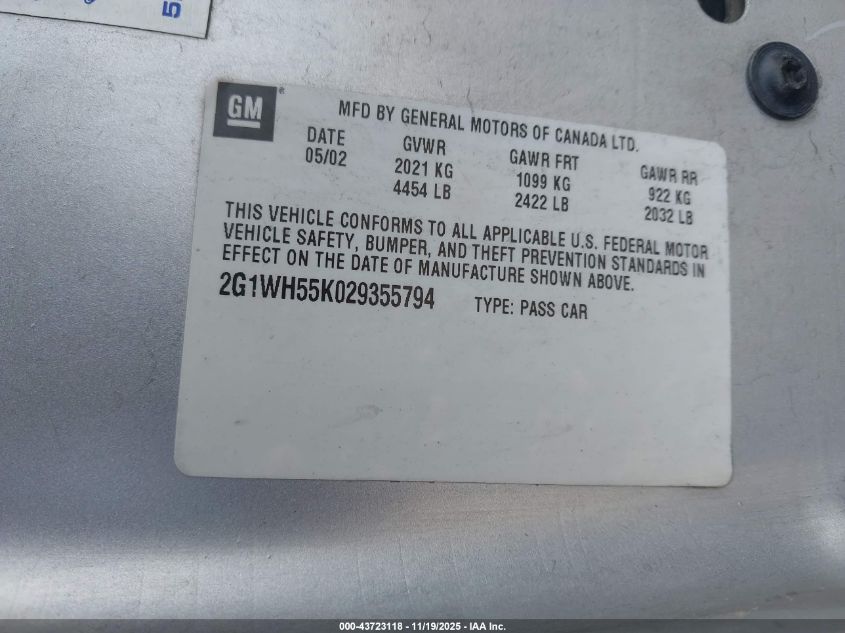 5
GM
MFD BY GENERAL MOTORS OF CANADA LTD.
DATE GVWR GAWR FRT GAWR RR
05/02 2021 KG 1099 KG 922 KG
4454 LB 2422 LB 2032 LB
THIS VEHICLE CONFORMS TO ALL APPLICABLE U.S. FEDERAL MOTOR
VEHICLE SAFETY, BUMPER, AND THEFT PREVENTION STANDARDS IN
EFFECT ON THE DATE OF MANUFACTURE SHOWN ABOVE.
2G1WH55K029355794 TYPE: PASS CAR
000-43723118 - 11/19/2025 - IAA Inc.